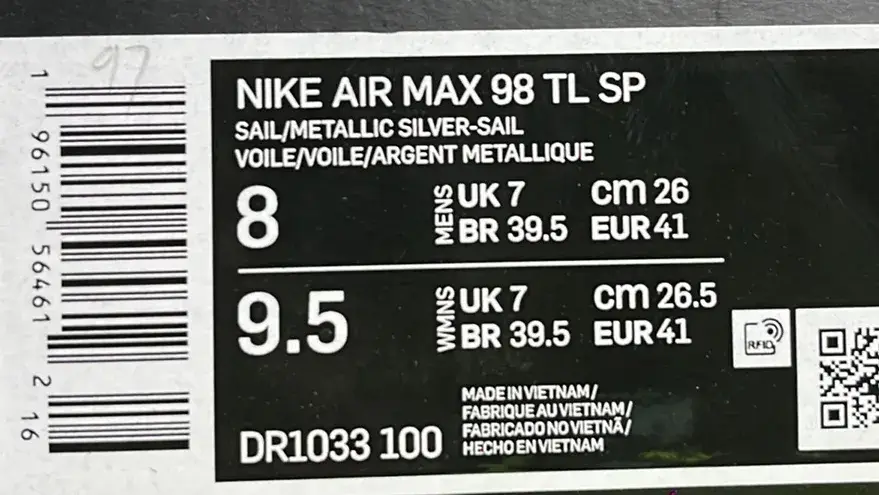 97
1 96150 56461 2 16
NIKE AIR MAX 98 TL SP
SAIL/METALLIC SILVER-SAIL
VOILE/VOILE/ARGENT METALLIQUE
8 MENS UK 7 cm 26
BR 39.5 EUR 41
9.5 WMNS UK 7 cm 26.5
BR 39.5 EUR 41
RFID
MADE IN VIETNAM/
FABRIQUE AU VIETNAM/
FABRICADO NO VIETNÃ/
HECHO EN VIETNAM
DR1033 100